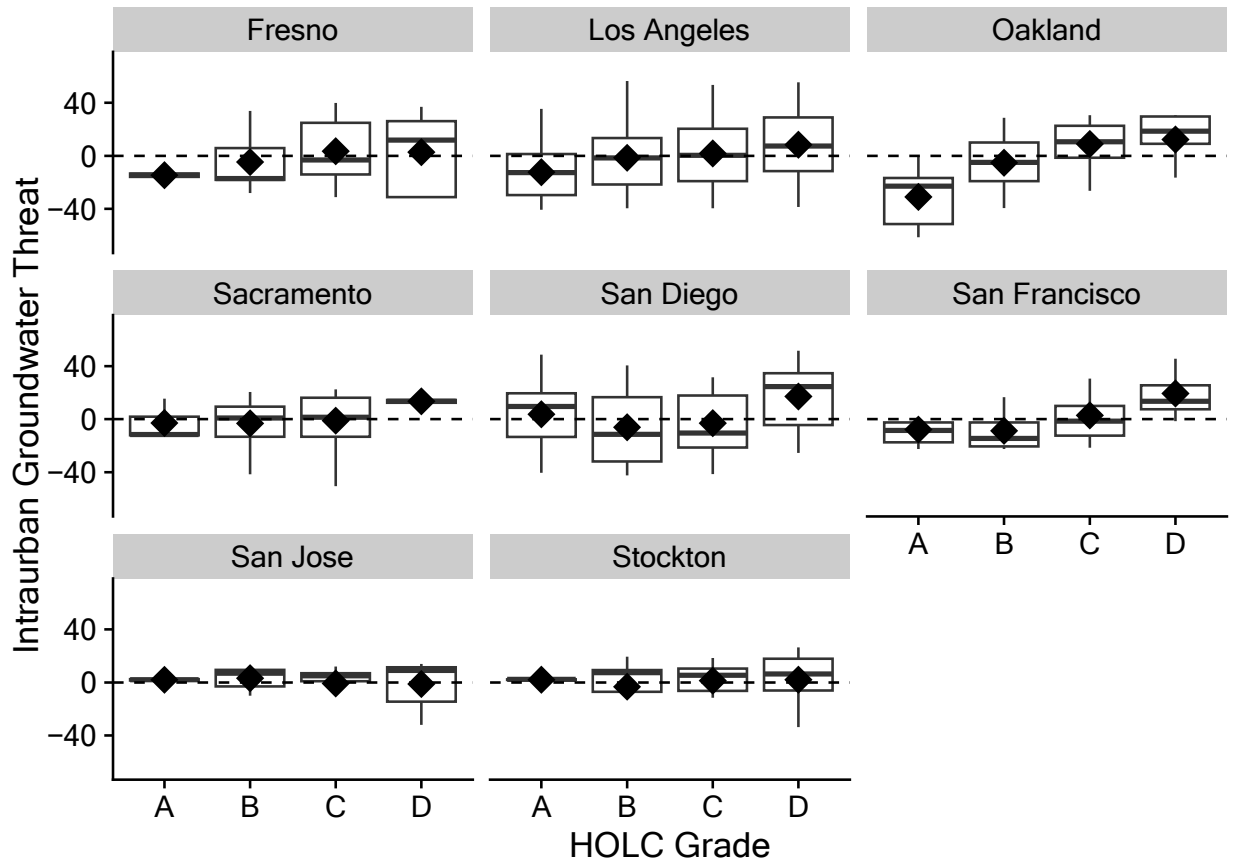 Fresno
Los Angeles
Oakland
40
0
−40
Sacramento
San Diego
San Francisco
40
0
−40
A B C D
San Jose
Stockton
40
0
−40
A B C D
A B C D
Intraurban Groundwater Threat
HOLC Grade